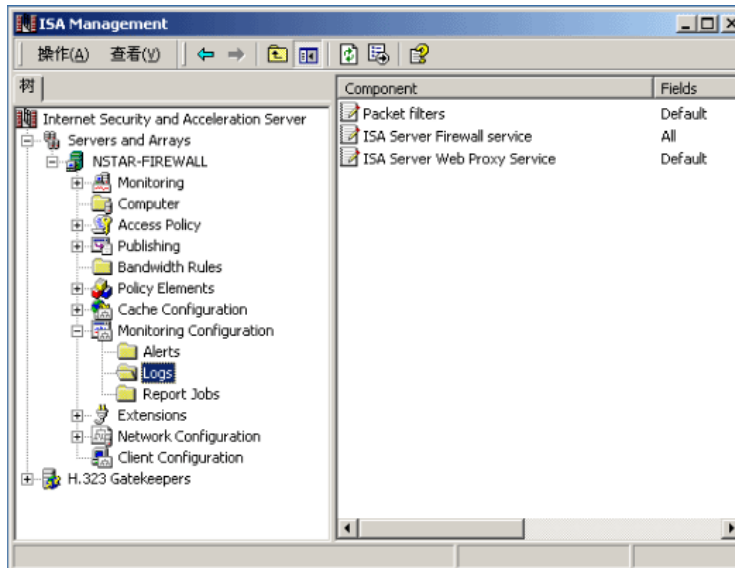 ISA Management
操作(A) 查看(V)
树
Component Fields
Internet Security and Acceleration Server
Servers and Arrays
NSTAR-FIREWALL
Monitoring
Computer
Access Policy
Publishing
Bandwidth Rules
Policy Elements
Cache Configuration
Monitoring Configuration
Alerts
Logs
Report Jobs
Extensions
Network Configuration
Client Configuration
H.323 Gatekeepers
Packet filters Default
ISA Server Firewall service All
ISA Server Web Proxy Service Default